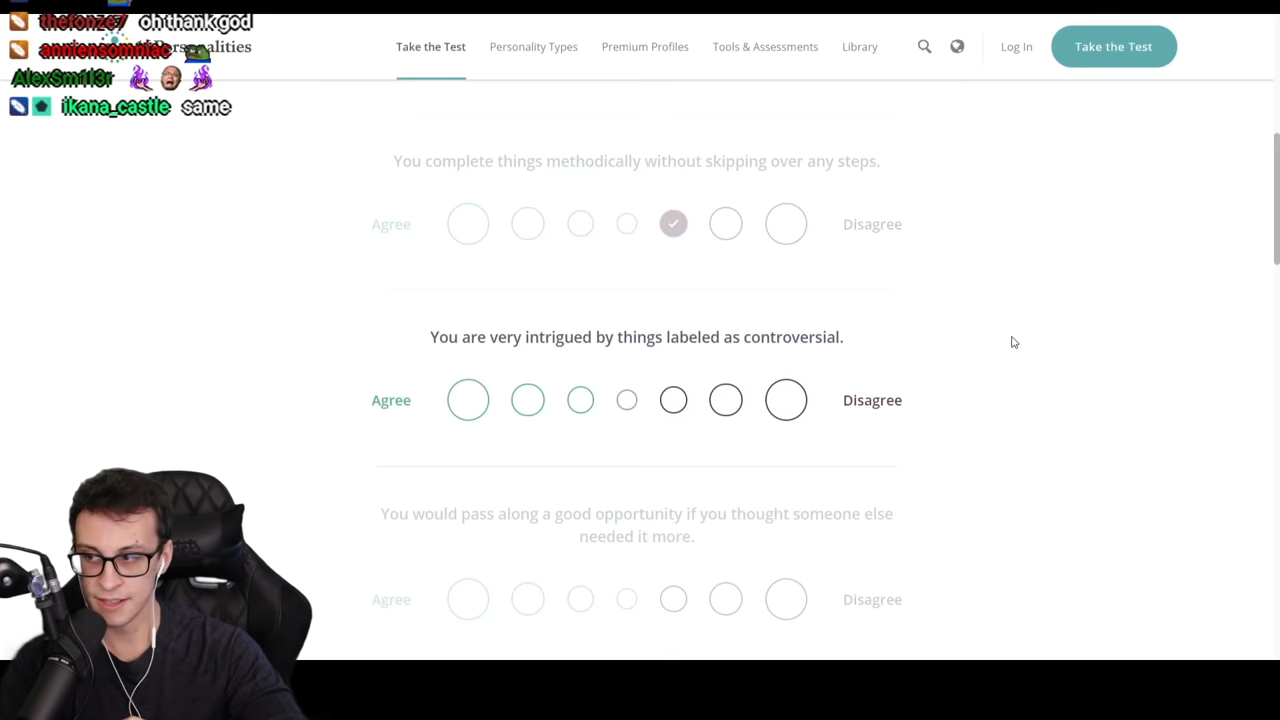 thefonze7 oh thank god
anniensomniac
AlexSm1l3r
ikana_castle same
Personalities
Take the Test
Personality Types
Premium Profiles
Tools & Assessments
Library
Log In
Take the Test
You complete things methodically without skipping over any steps.
Agree
Disagree
You are very intrigued by things labeled as controversial.
Agree
Disagree
You would pass along a good opportunity if you thought someone else
needed it more.
Agree
Disagree